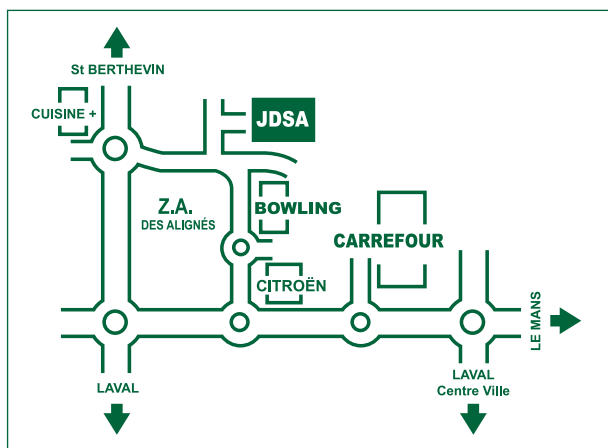 St BERTHEVIN
CUISINE +
JDSA
Z.A.
DES ALIGNÉS
BOWLING
CARREFOUR
CITROËN
LE MANS
LAVAL
LAVAL
Centre Ville